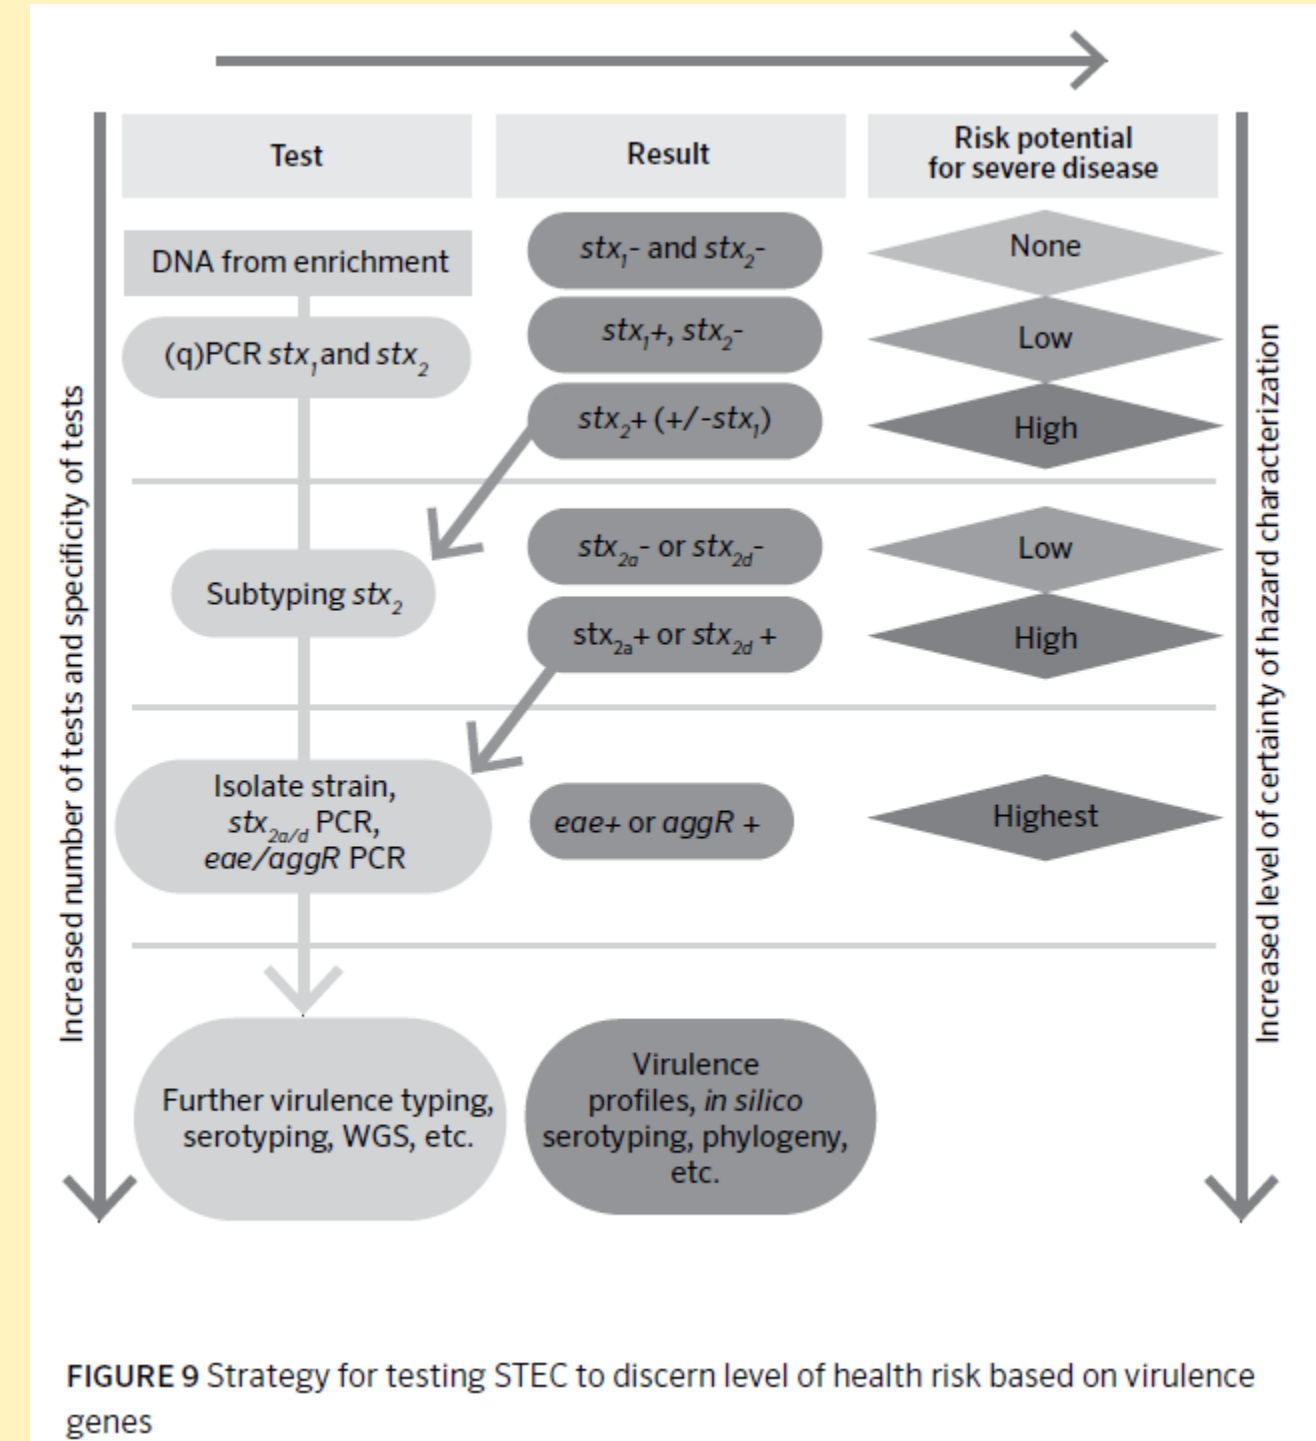 Test
Result
Risk potential
for severe disease
DNA from enrichment
stx1- and stx2-
None
(q)PCR stx1 and stx2
stx1+, stx2-
Low
stx2+ (+/-stx1)
High
Subtyping stx2
stx2a- or stx2d-
Low
stx2a+ or stx2d +
High
Isolate strain,
stx2a/d PCR,
eae/aggR PCR
eae+ or aggR +
Highest
Further virulence typing,
serotyping, WGS, etc.
Virulence
profiles, in silico
serotyping, phylogeny,
etc.
Increased number of tests and specificity of tests
Increased level of certainty of hazard characterization
FIGURE 9 Strategy for testing STEC to discern level of health risk based on virulence
genes